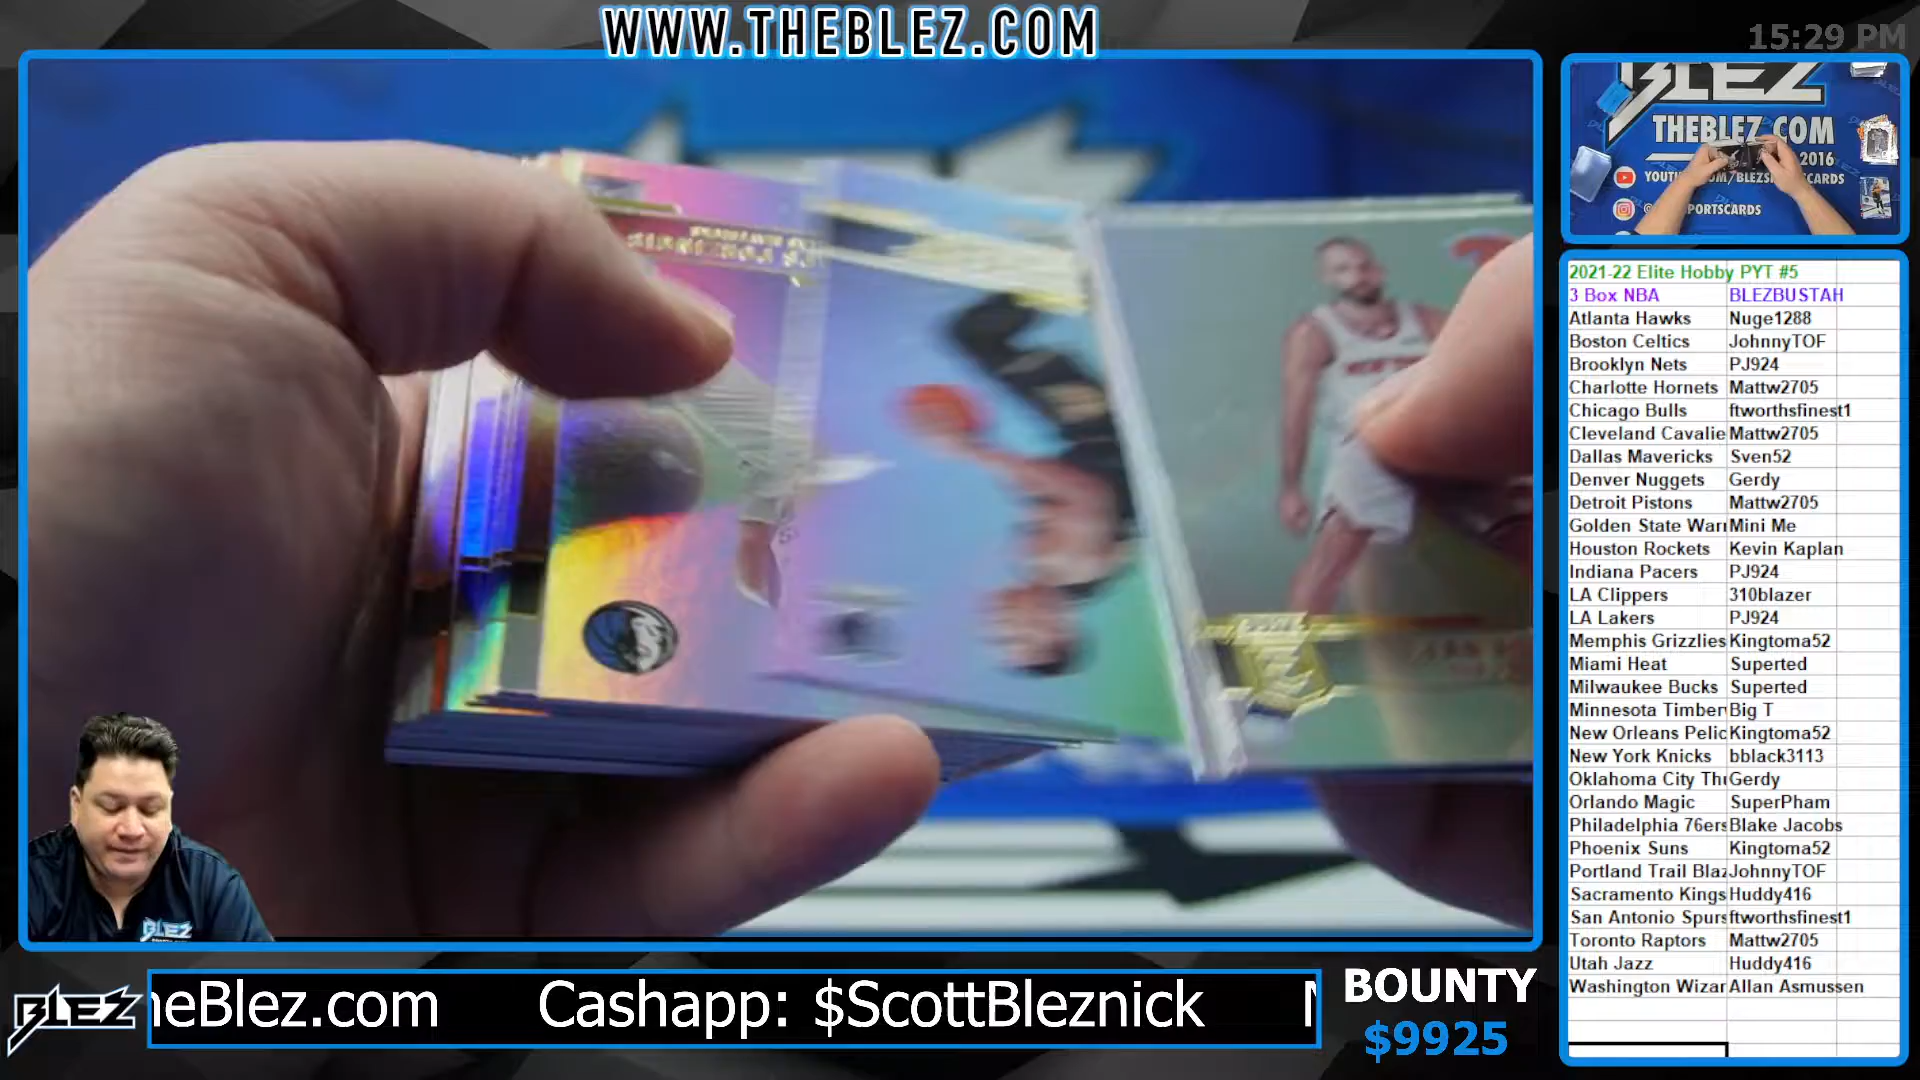 WWW.THEBLEZ.COM
15:29 PM
BLEZ
THEBLEZ.COM
2016
PORTSCARDS
2021-22 Elite Hobby PYT #5
3 Box NBA BLEZBUSTAH
Atlanta Hawks Nuge1288
Boston Celtics JohnnyTOF
Brooklyn Nets PJ924
Charlotte Hornets Mattw2705
Chicago Bulls ftworthsfinest1
Cleveland Cavalie Mattw2705
Dallas Mavericks Sven52
Denver Nuggets Gerdy
Detroit Pistons Mattw2705
Golden State Warr Mini Me
Houston Rockets Kevin Kaplan
Indiana Pacers PJ924
LA Clippers 310blazer
LA Lakers PJ924
Memphis Grizzlies Kingtoma52
Miami Heat Superted
Milwaukee Bucks Superted
Minnesota Timber Big T
New Orleans Pelic Kingtoma52
New York Knicks bblack3113
Oklahoma City Thu Gerdy
Orlando Magic SuperPham
Philadelphia 76ers Blake Jacobs
Phoenix Suns Kingtoma52
Portland Trail Blaz JohnnyTOF
Sacramento Kings Huddy416
San Antonio Spurs ftworthsfinest1
Toronto Raptors Mattw2705
Utah Jazz Huddy416
Washington Wizar Allan Asmussen
BLEZ
BLEZ
heBlez.com Cashapp: $ScottBleznick
BOUNTY
$9925